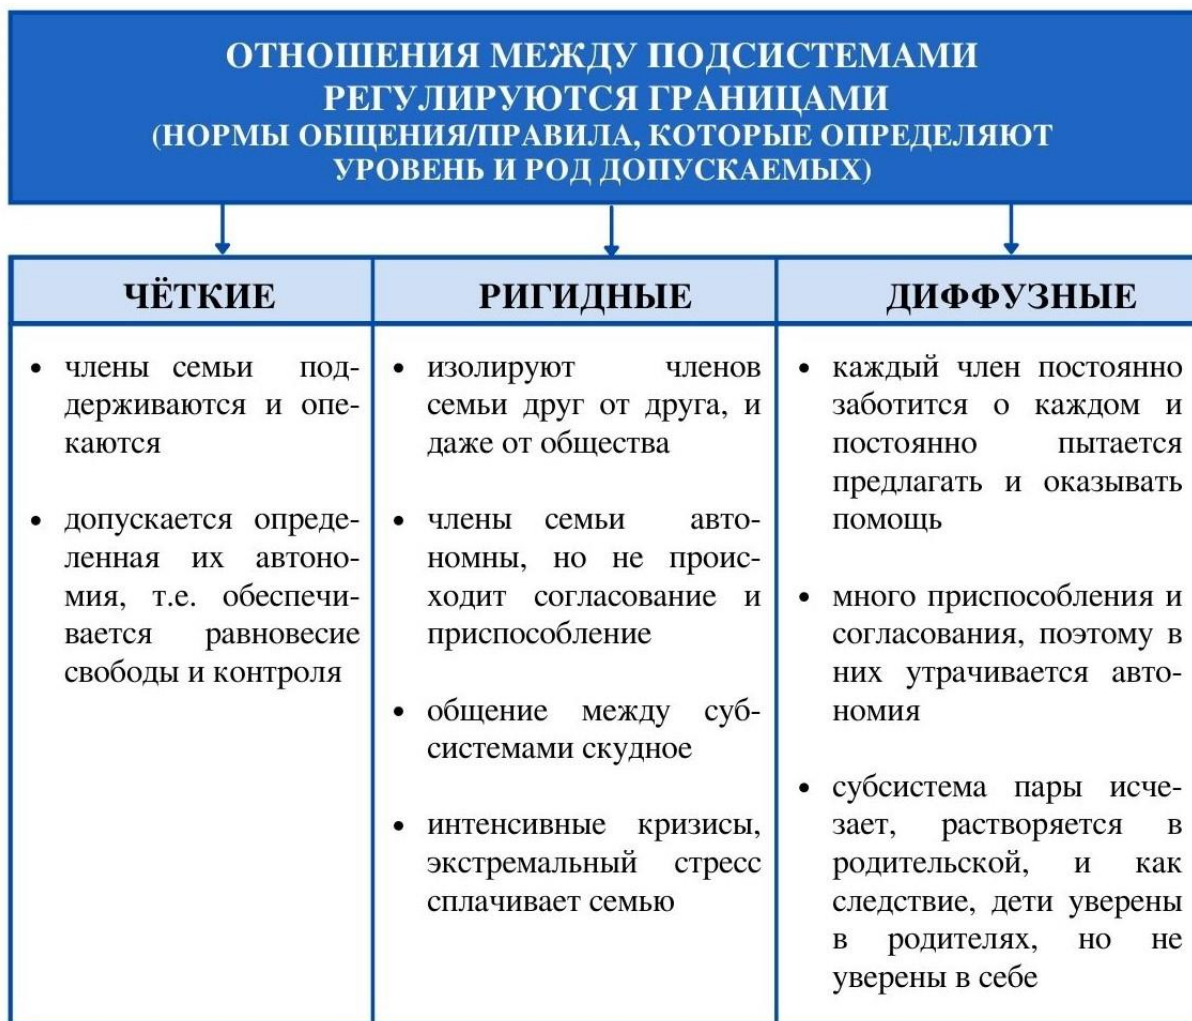 ОТНОШЕНИЯ МЕЖДУ ПОДСИСТЕМАМИ
РЕГУЛИРУЮТСЯ ГРАНИЦАМИ
(НОРМЫ ОБЩЕНИЯ/ПРАВИЛА, КОТОРЫЕ ОПРЕДЕЛЯЮТ
УРОВЕНЬ И РОД ДОПУСКАЕМЫХ)
ЧЁТКИЕ
• члены семьи под-
держиваются и опе-
каются
• допускается опреде-
ленная их автоно-
мия, т.е. обеспечи-
вается равновесие
свободы и контроля
РИГИДНЫЕ
• изолируют членов
семьи друг от друга, и
даже от общества
• члены семьи авто-
номны, но не проис-
ходит согласование и
приспособление
• общение между суб-
системами скудное
• интенсивные кризисы,
экстремальный стресс
сплачивает семью
ДИФФУЗНЫЕ
• каждый член постоянно
заботится о каждом и
постоянно пытается
предлагать и оказывать
помощь
• много приспособления и
согласования, поэтому в
них утрачивается авто-
номия
• субсистема пары исче-
зает, растворяется в
родительской, и как
следствие, дети уверены
в родителях, но не
уверены в себе